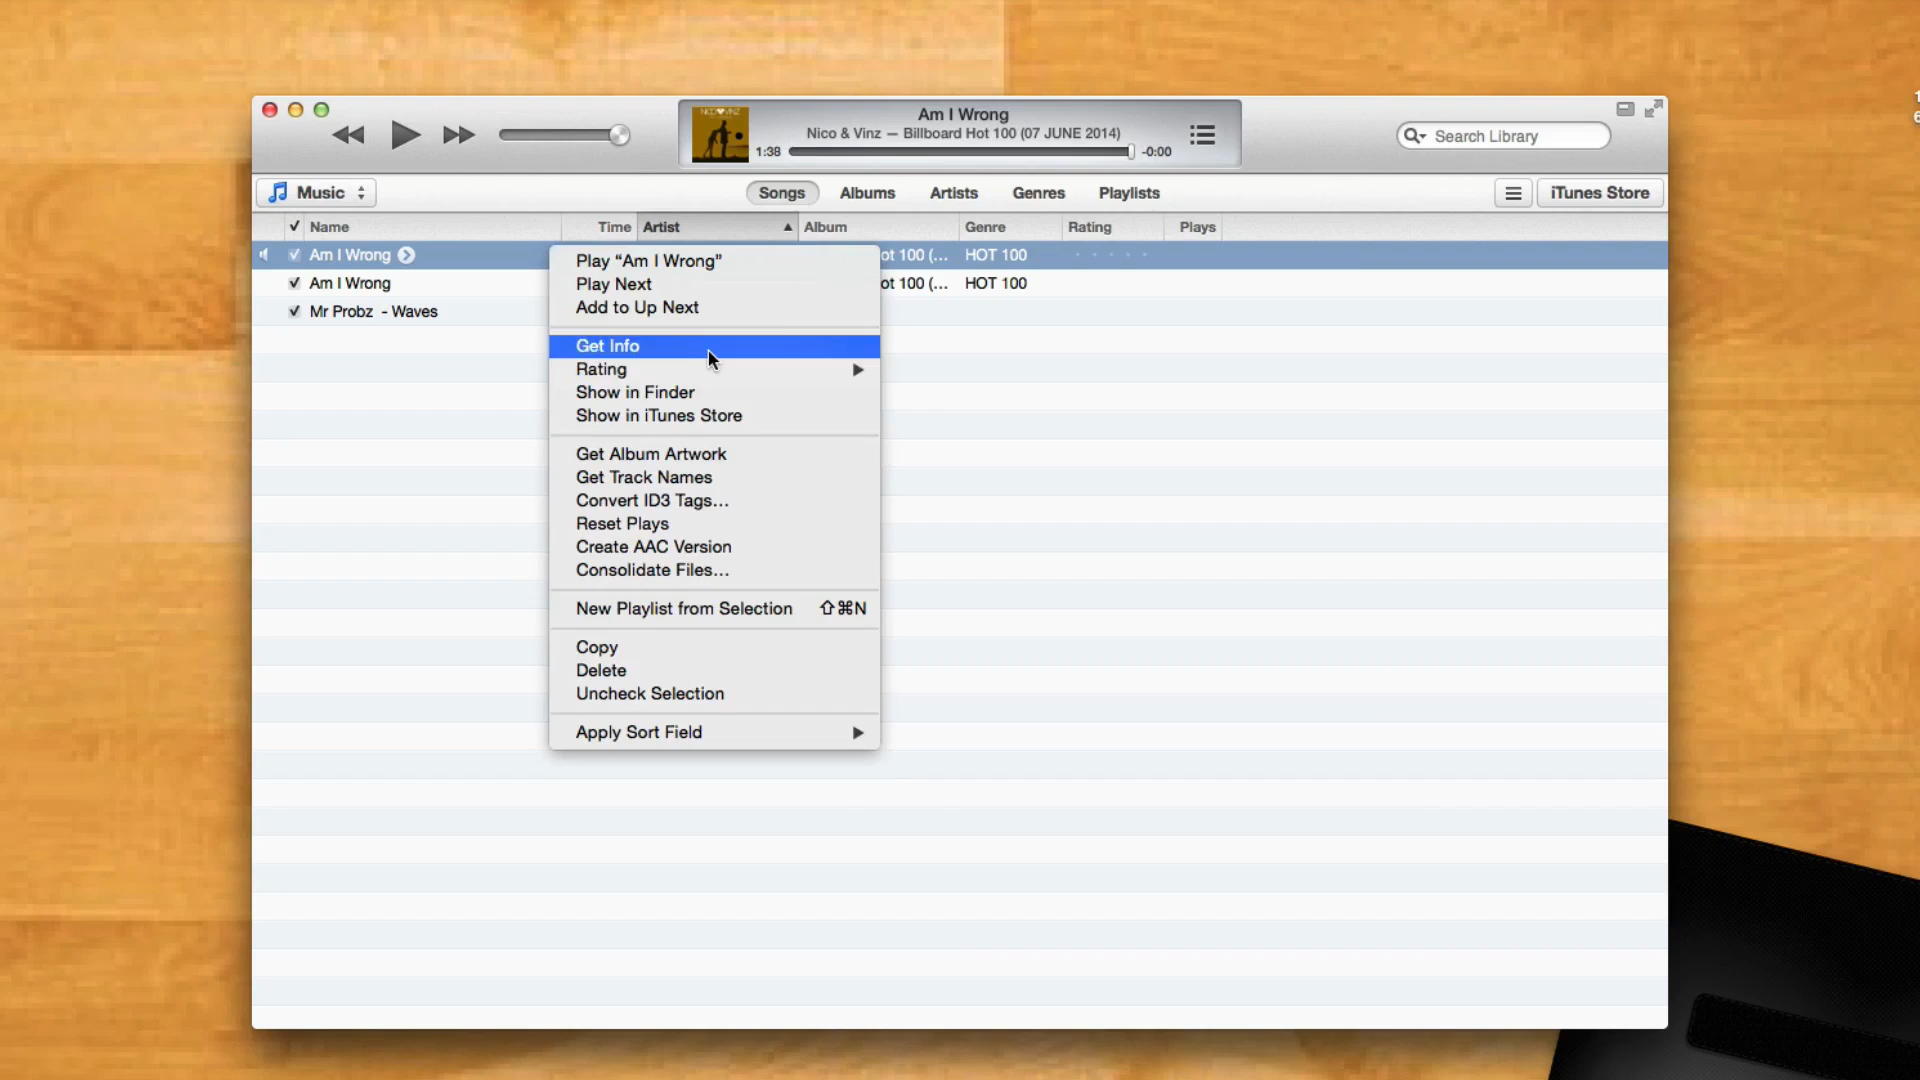 Am I Wrong
Nico & Vinz — Billboard Hot 100 (07 JUNE 2014)
1:38
-0:00
Search Library
Music
Songs
Albums
Artists
Genres
Playlists
iTunes Store
✓ Name
Time
Artist
Album
Genre
Rating
Plays
Am I Wrong
ot 100 (...
HOT 100
Am I Wrong
ot 100 (...
HOT 100
Mr Probz - Waves
Play “Am I Wrong”
Play Next
Add to Up Next
Get Info
Rating
Show in Finder
Show in iTunes Store
Get Album Artwork
Get Track Names
Convert ID3 Tags...
Reset Plays
Create AAC Version
Consolidate Files...
New Playlist from Selection ⇧⌘N
Copy
Delete
Uncheck Selection
Apply Sort Field